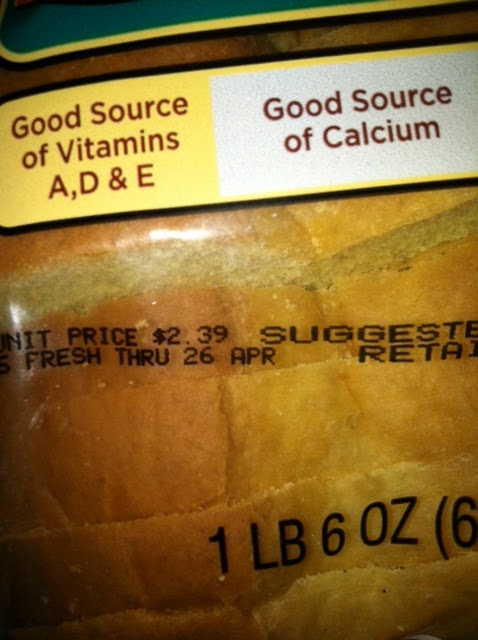 Good Source
of Vitamins
A,D & E
Good Source
of Calcium
UNIT PRICE $2.39 SUGGESTE
S FRESH THRU 26 APR RETAI
1 LB 6 OZ (6